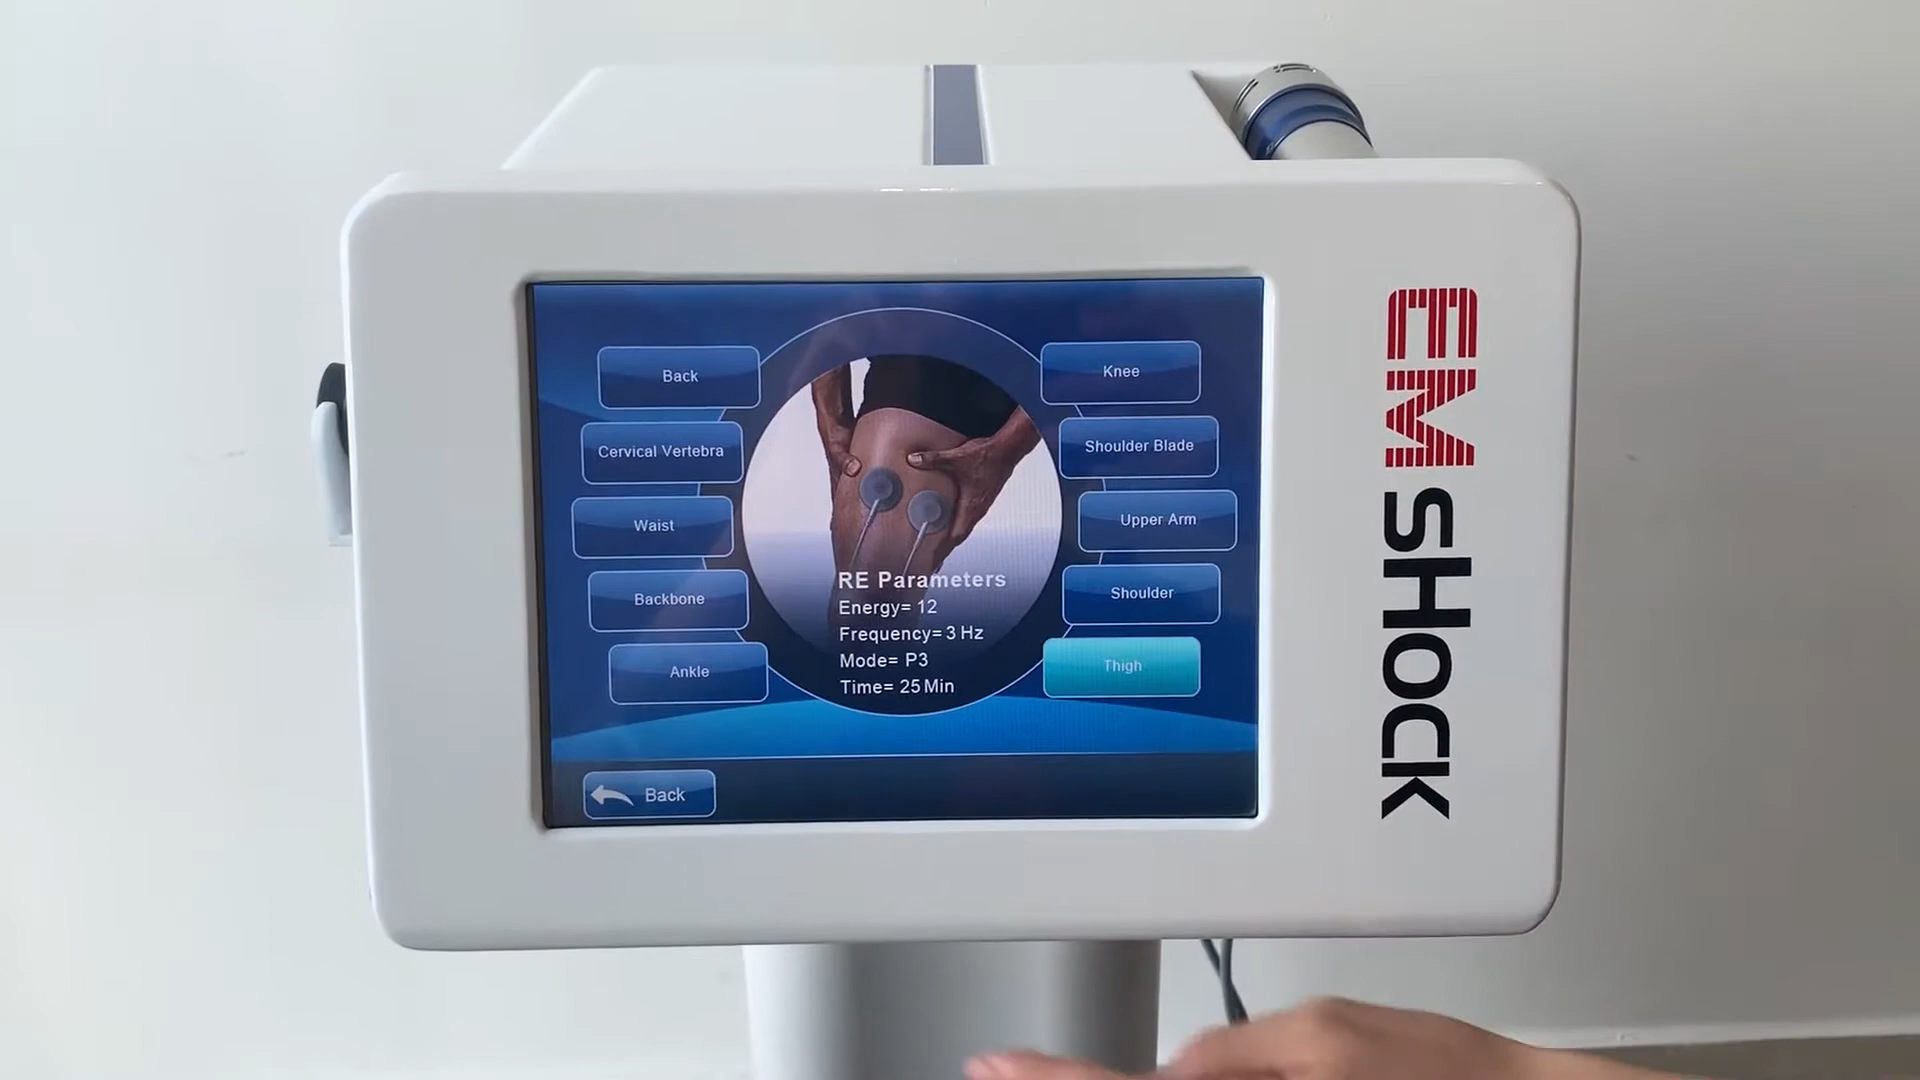 Back
Cervical Vertebra
Waist
Backbone
Ankle
RE Parameters
Energy= 12
Frequency= 3 Hz
Mode= P3
Time= 25 Min
Knee
Shoulder Blade
Upper Arm
Shoulder
Thigh
Back
EM SHOCK